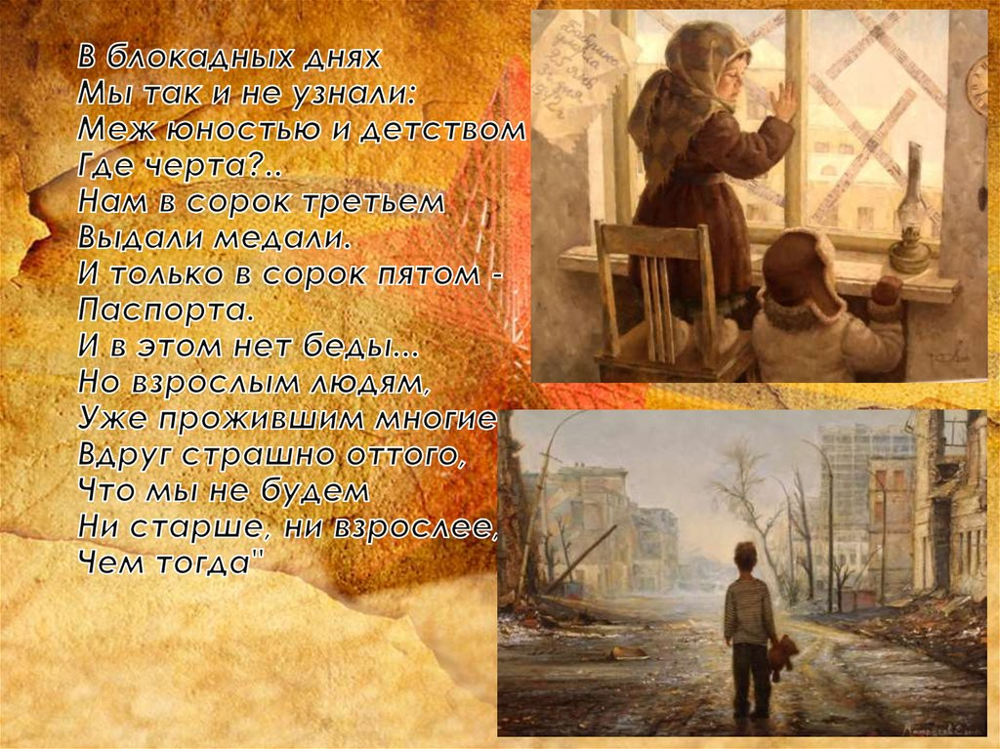 В блокадных днях
Мы так и не узнали:
Меж юностью и детством
Где черта?..
Нам в сорок третьем
Выдали медали.
И только в сорок пятом -
Паспорта.
И в этом нет беды...
Но взрослым людям,
Уже прожившим многие
Вдруг страшно оттого,
Что мы не будем
Ни старше, ни взрослее,
Чем тогда"